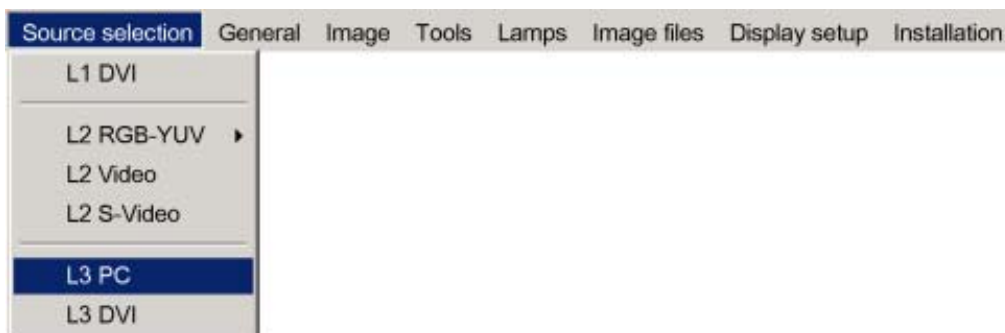 Source selection General Image Tools Lamps Image files Display setup Installation
L1 DVI
L2 RGB-YUV
L2 Video
L2 S-Video
L3 PC
L3 DVI